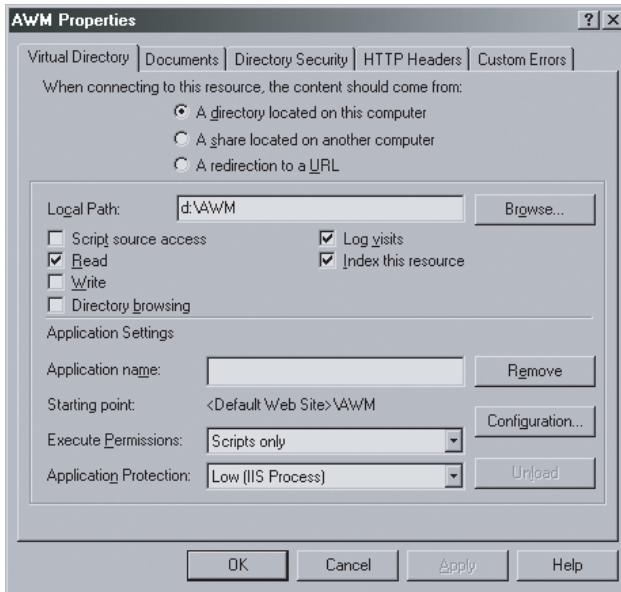 AWM Properties
Virtual Directory Documents Directory Security HTTP Headers Custom Errors
When connecting to this resource, the content should come from:
A directory located on this computer
A share located on another computer
A redirection to a URL
Local Path: d:\AWM Browse...
Script source access Log visits
Read Index this resource
Write
Directory browsing
Application Settings
Application name: Remove
Starting point: <Default Web Site>\AWM
Configuration...
Execute Permissions: Scripts only
Application Protection: Low (IIS Process) Unload
OK Cancel Apply Help